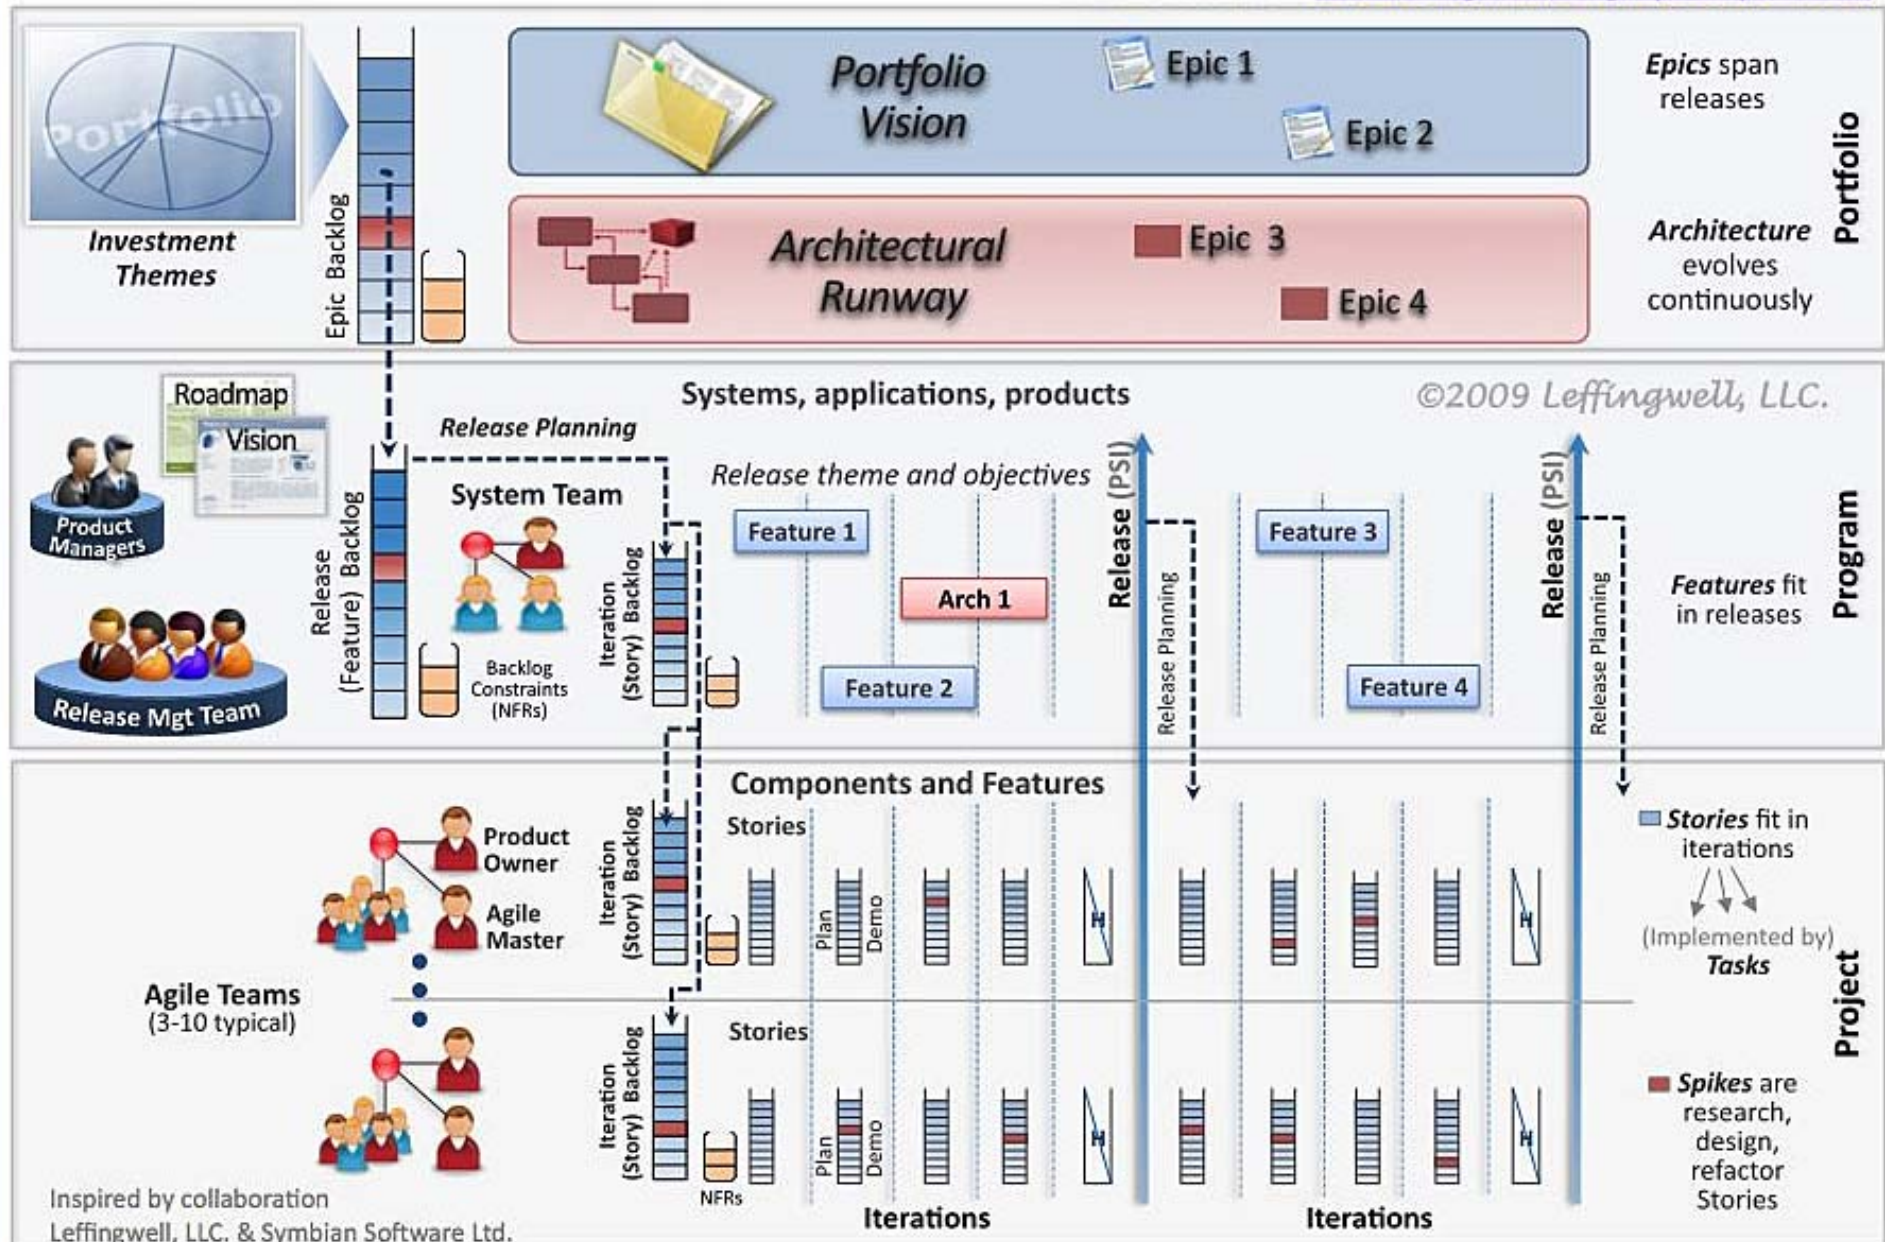 Portfolio
Investment
Themes
Epic Backlog
Portfolio
Vision
Epic 1
Epic 2
Architectural
Runway
Epic 3
Epic 4
Epics span
releases
Architecture
evolves
continuously
Portfolio
Roadmap
Vision
Product
Managers
Release Mgt Team
Release
(Feature) Backlog
Release Planning
System Team
Backlog
Constraints
(NFRs)
Iteration
(Story) Backlog
Systems, applications, products
©2009 Leffingwell, LLC.
Release theme and objectives
Feature 1
Arch 1
Feature 2
Release (PSI)
Release Planning
Feature 3
Feature 4
Release (PSI)
Release Planning
Features fit
in releases
Program
Components and Features
Product
Owner
Agile
Master
Agile Teams
(3-10 typical)
Iteration
(Story) Backlog
Stories
Plan
Demo
H
H
Stories fit in
iterations
(Implemented by)
Tasks
Project
Iteration
(Story) Backlog
NFRs
Stories
Plan
Demo
H
H
Spikes are
research,
design,
refactor
Stories
Iterations
Iterations
Inspired by collaboration
Leffingwell, LLC. & Symbian Software Ltd.